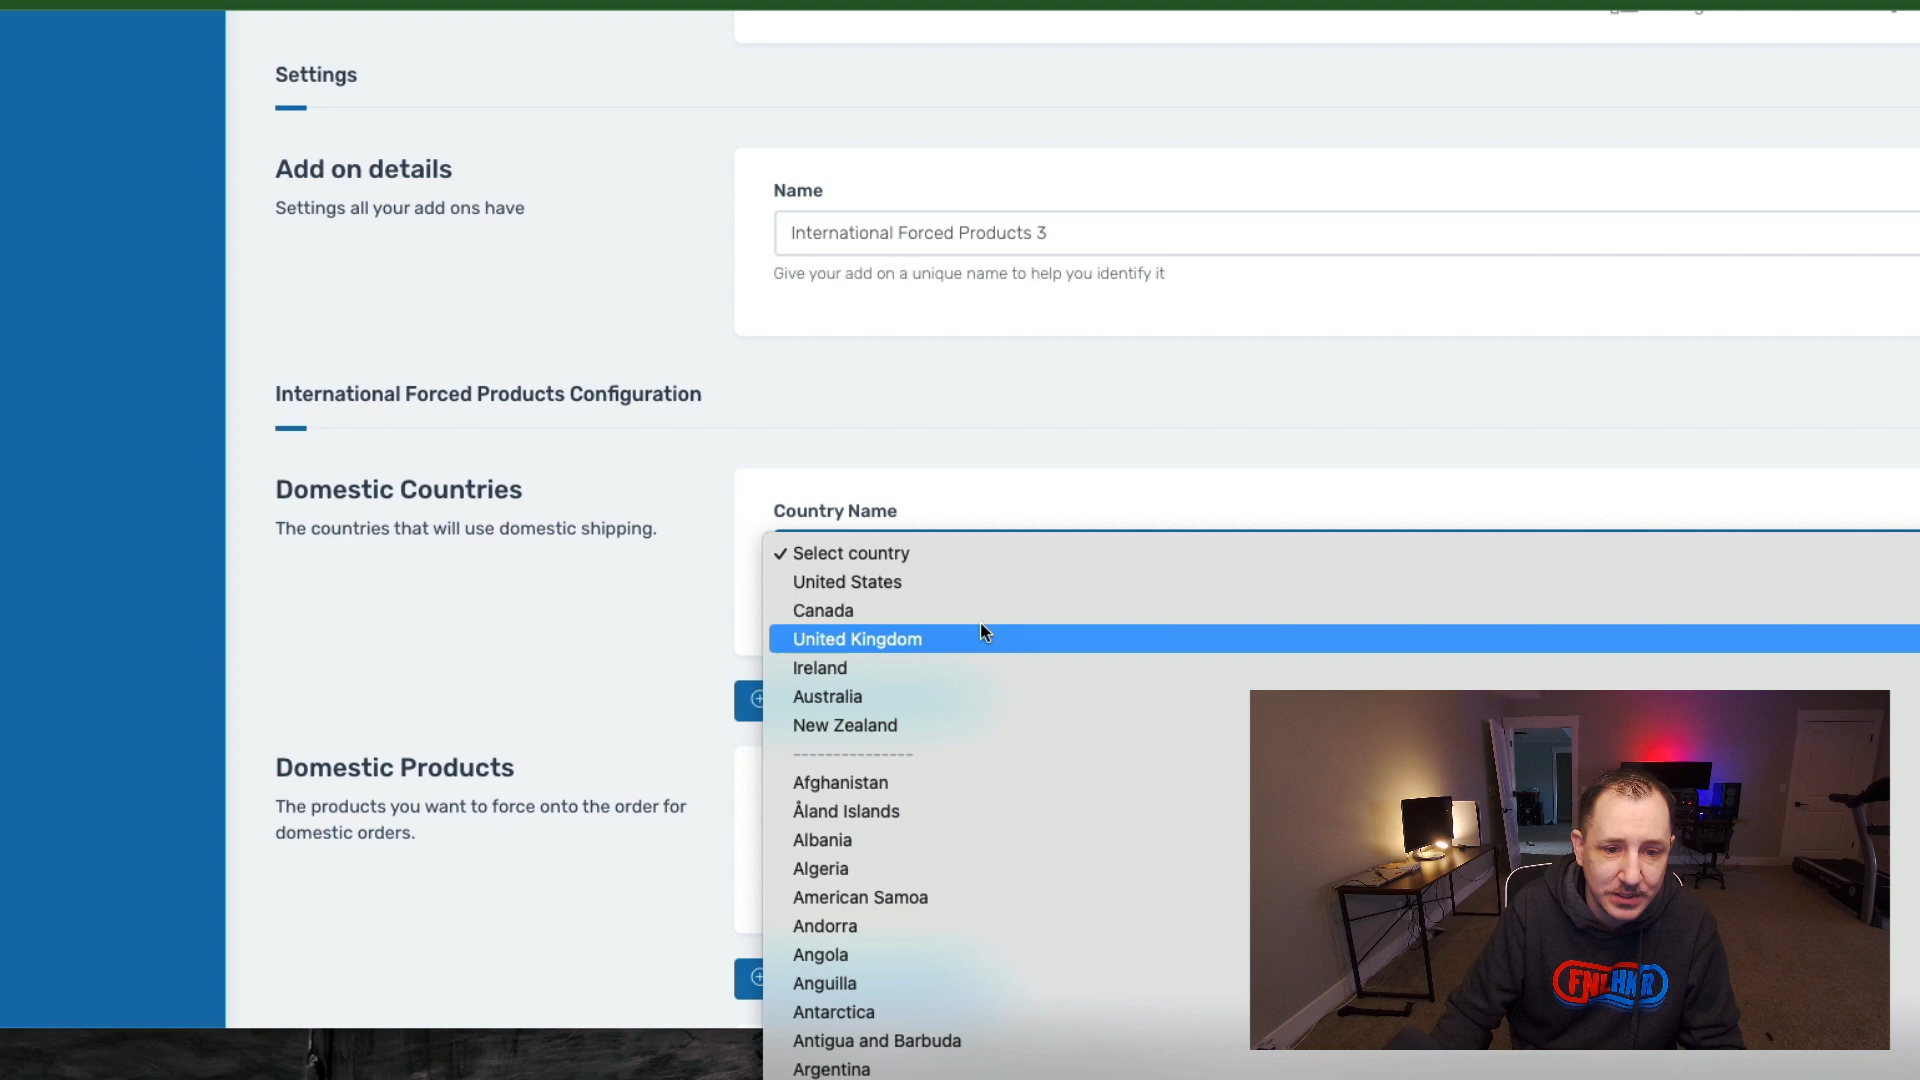 Settings
Add on details
Settings all your add ons have
Name
International Forced Products 3
Give your add on a unique name to help you identify it
International Forced Products Configuration
Domestic Countries
The countries that will use domestic shipping.
Country Name
✓ Select country
United States
Canada
United Kingdom
Ireland
Australia
New Zealand
---------------
Afghanistan
Åland Islands
Albania
Algeria
American Samoa
Andorra
Angola
Anguilla
Antarctica
Antigua and Barbuda
Argentina
Domestic Products
The products you want to force onto the order for
domestic orders.
FNLHKR